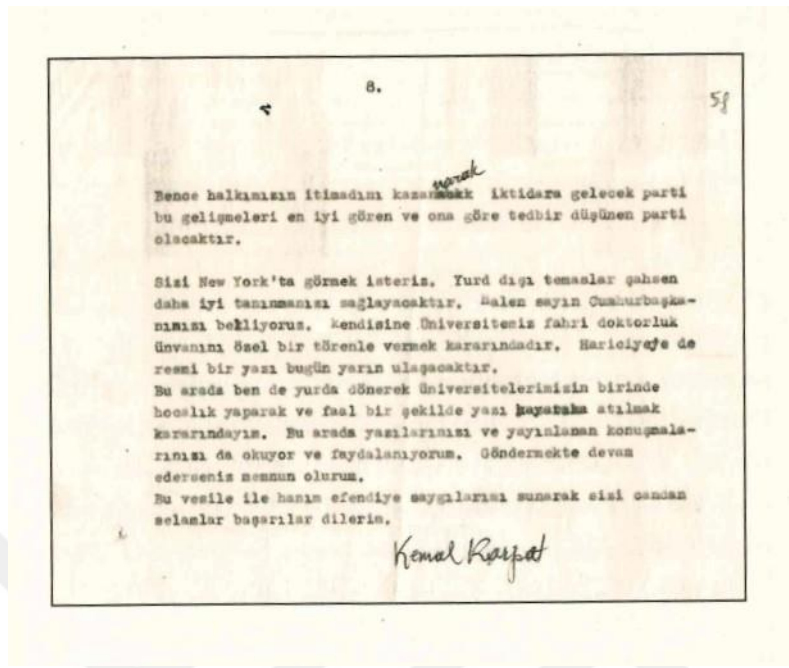 8.
58
narak
Bence halkımızın itimadını kazan iktidara gelecek parti
bu gelişmeleri en iyi gören ve ona göre tedbir düşünen parti
olacaktır.
Sizi New York'ta görmek isteriz. Yurd dışı temaslar şahsen
daha iyi tanınmanızı sağlayacaktır. Halen sayın Cumhurbaşka-
nımızı bekliyoruz. Kendisine Üniversitemiz fahri doktorluk
ünvanını özel bir törenle vermek kararındadır. Hariciyeye de
resmi bir yazı bugün yarın ulaşacaktır.
Bu arada ben de yurda dönerek Üniversitelerimizin birinde
hocalık yaparak ve faal bir şekilde yazı atılmak
kararındayım. Bu arada yazılarınızı ve yayınlanan konuşmala-
rınızı da okuyor ve faydalanıyorum. Göndermekte devam
ederseniz memnun olurum.
Bu vesile ile hanım efendiye saygılarımı sunarak sizi candan
selamlar başarılar dilerim.
Kemal Karpat